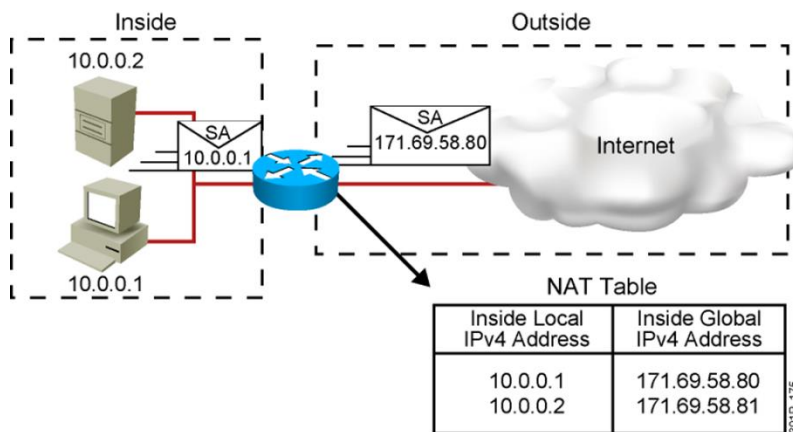 Inside
Outside
10.0.0.2
SA
10.0.0.1
SA
171.69.58.80
Internet
10.0.0.1
NAT Table
Inside Local
IPv4 Address
Inside Global
IPv4 Address
10.0.0.1
171.69.58.80
10.0.0.2
171.69.58.81